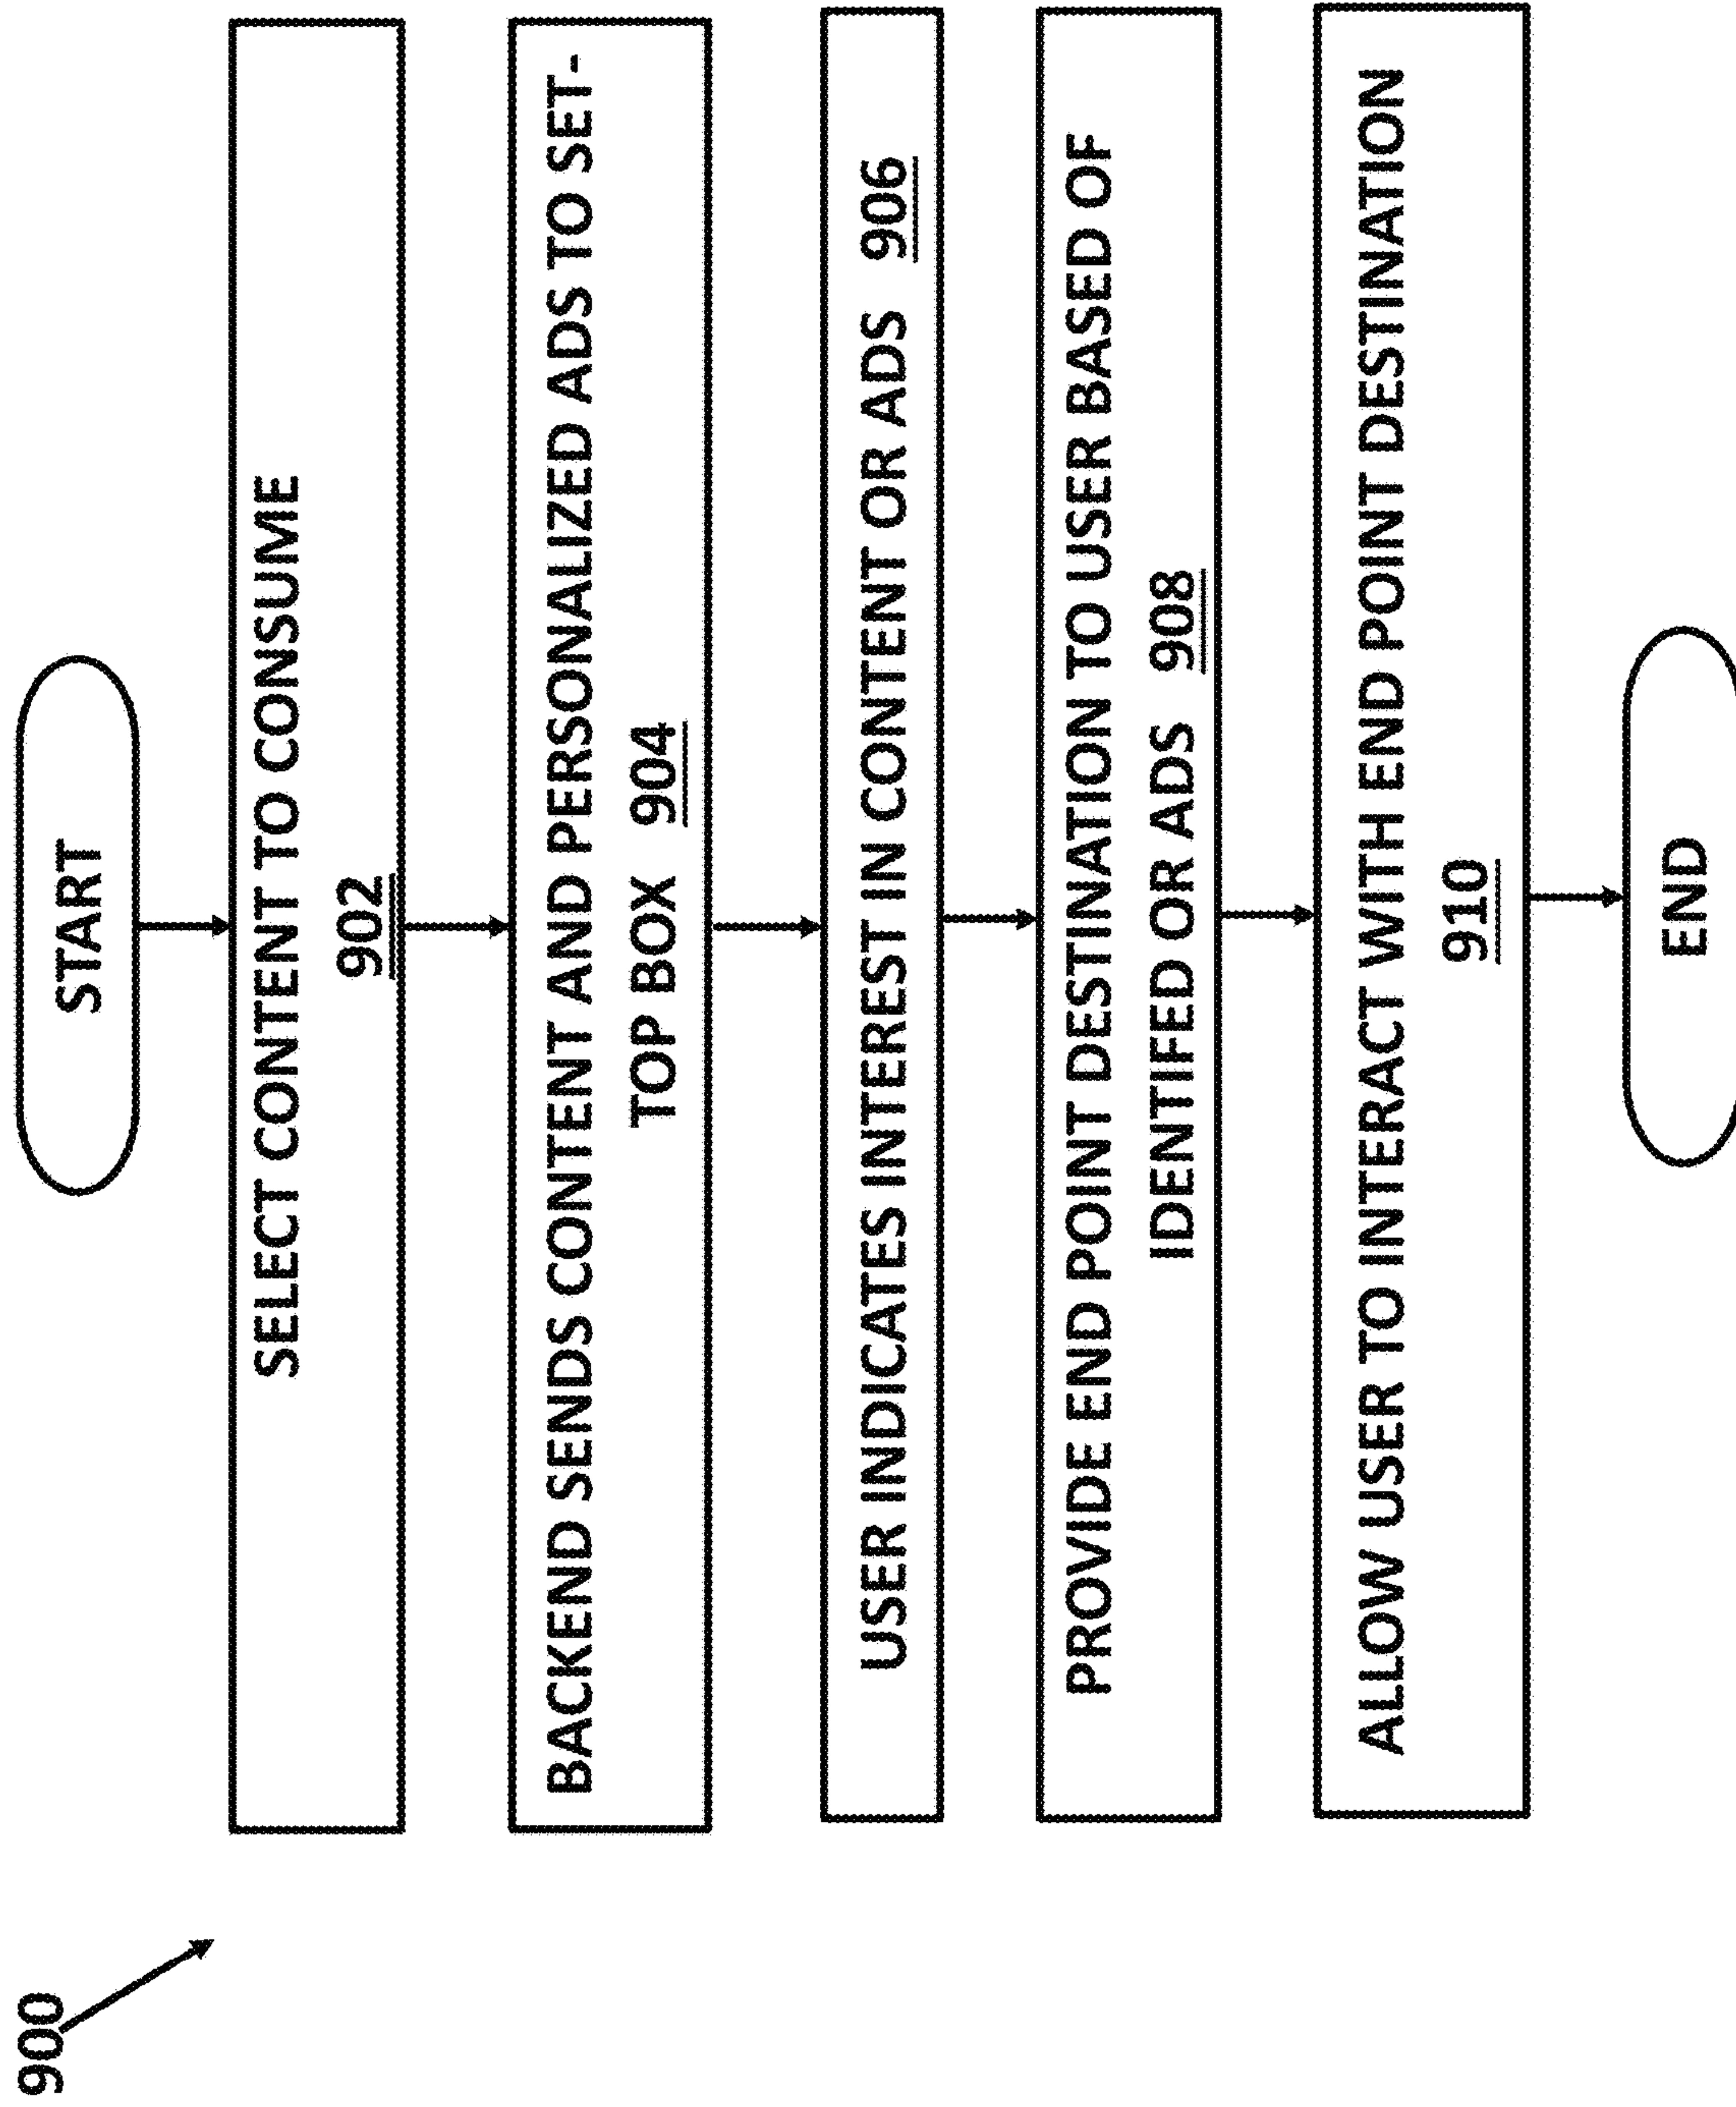 900
START
SELECT CONTENT TO CONSUME
902
BACKEND SENDS CONTENT AND PERSONALIZED ADS TO SET-
TOP BOX 904
USER INDICATES INTEREST IN CONTENT OR ADS 906
PROVIDE END POINT DESTINATION TO USER BASED OF
IDENTIFED OR ADS 908
ALLOW USER TO INTERACT WITH END POINT DESTINATION
910
END